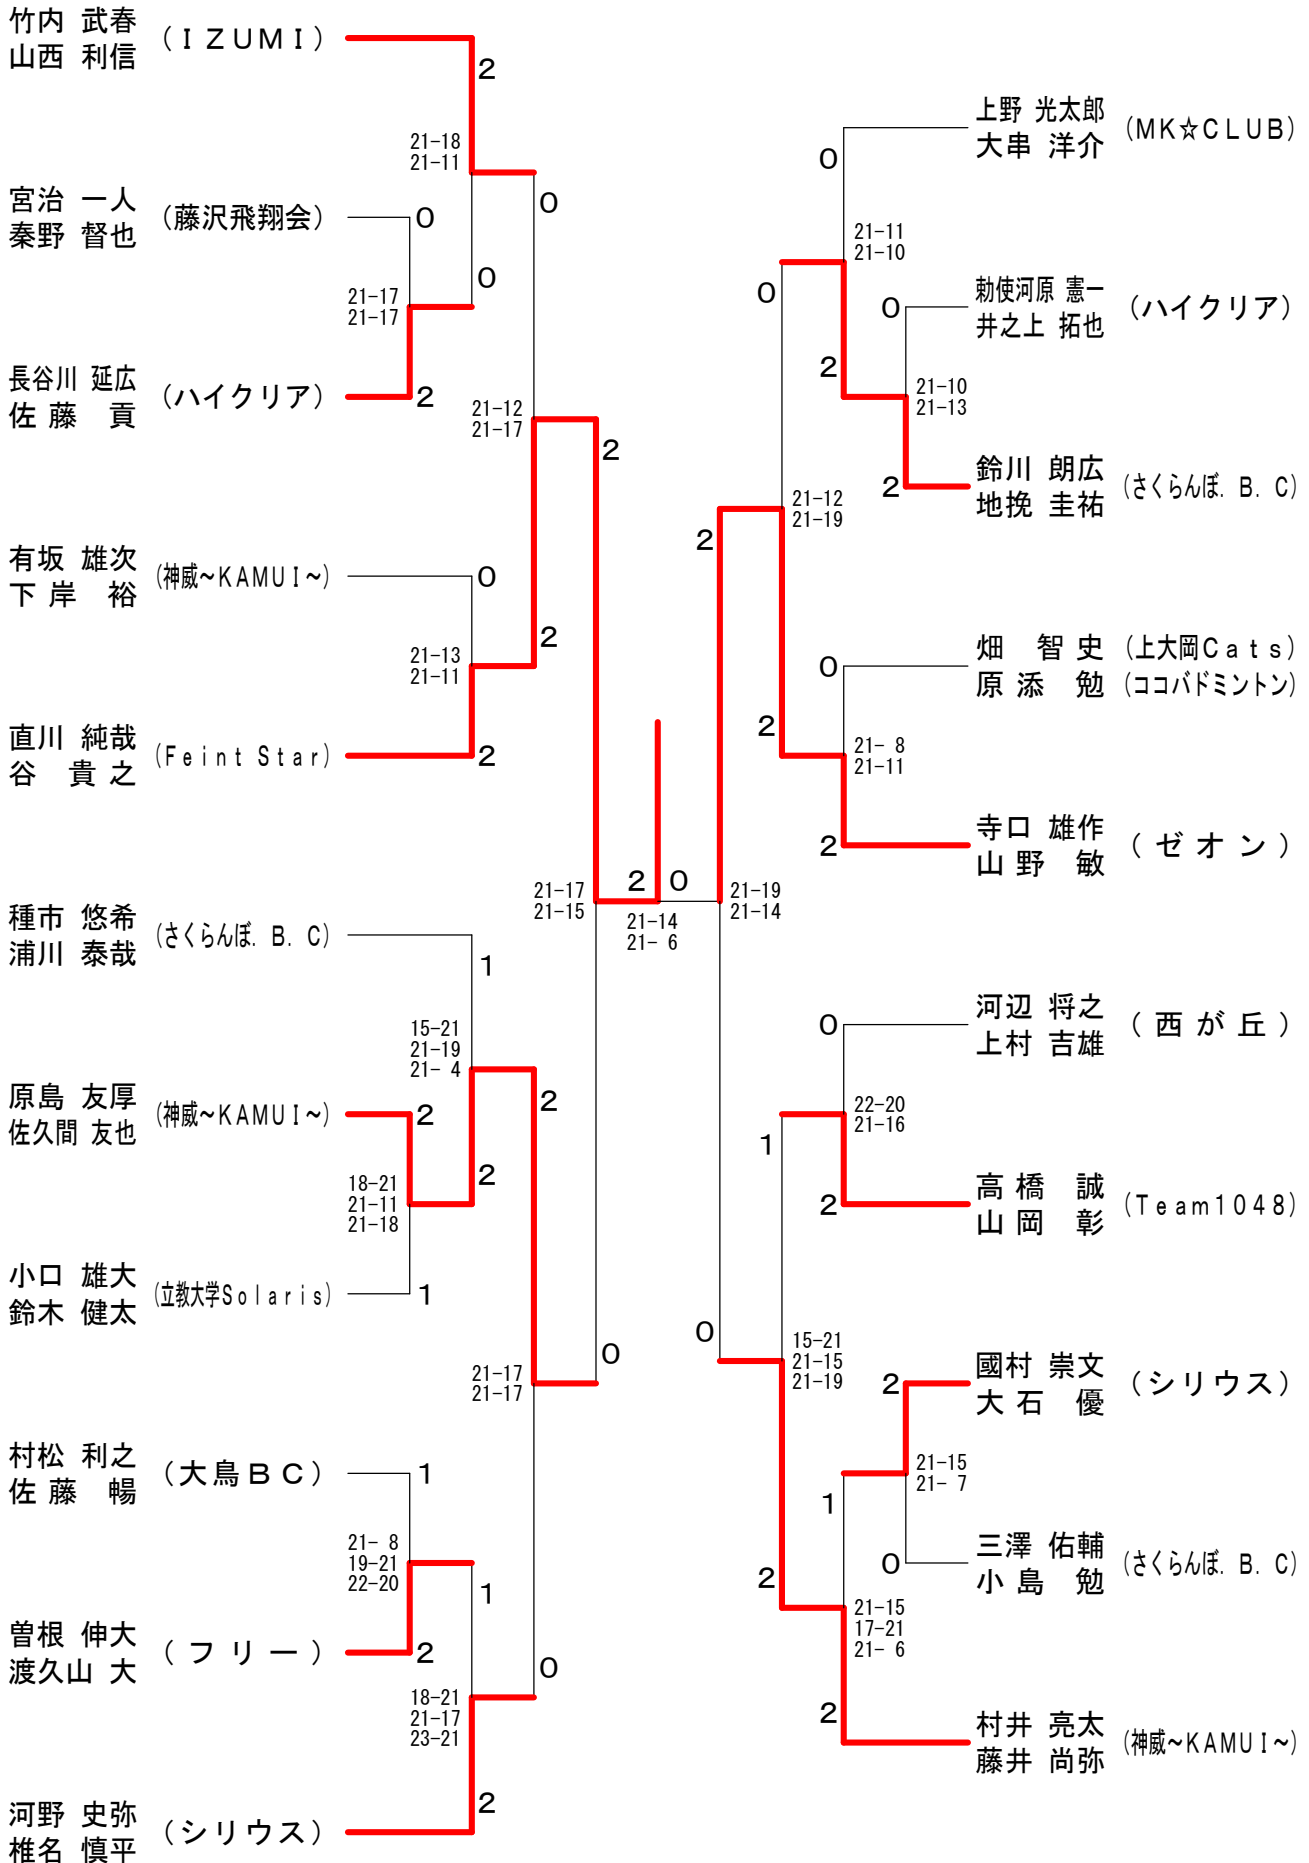 竹内 武春
山西 利信
(ＩＺＵＭＩ)
2
21-18
21-11
0
宮治 一人
秦野 督也
(藤沢飛翔会)
0
0
21-17
21-17
長谷川 延広
佐 藤 貢
(ハイクリア)
2
21-12
21-17
2
有坂 雄次
下 岸 裕
(神威~KAMUI~)
0
2
21-13
21-11
直川 純哉
谷 貴 之
(Feint Star)
2
種市 悠希
浦川 泰哉
(さくらんぼ. B. C)
1
21-17
21-15
2
0
21-14
21- 6
15-21
21-19
21- 4
2
原島 友厚
佐久間 友也
(神威~KAMUI~)
2
2
18-21
21-11
21-18
小口 雄大
鈴木 健太
(立教大学Solaris)
1
21-17
21-17
0
村松 利之
佐 藤 暢
(大鳥ＢＣ)
1
21- 8
19-21
22-20
1
曽根 伸大
渡久山 大
(フリー)
2
0
18-21
21-17
23-21
河野 史弥
椎名 慎平
(シリウス)
2
上野 光太郎
大串 洋介
(MK☆CLUB)
0
21-11
21-10
0
勅使河原 憲一
井之上 拓也
(ハイクリア)
0
2
21-10
21-13
鈴川 朗広
地挽 圭祐
(さくらんぼ. B. C)
2
21-12
21-19
2
畑 智 史
原 添 勉
(上大岡Cats)
(ココバドミントン)
0
2
21- 8
21-11
寺口 雄作
山 野 敏
(ゼオン)
2
21-19
21-14
河辺 将之
上村 吉雄
(西が丘)
0
22-20
21-16
1
高 橋 誠
山 岡 彰
(Team1048)
2
0
15-21
21-15
21-19
國村 崇文
大 石 優
(シリウス)
2
21-15
21- 7
1
三澤 佑輔
小 島 勉
(さくらんぼ. B. C)
0
2
21-15
17-21
21- 6
村井 亮太
藤井 尚弥
(神威~KAMUI~)
2